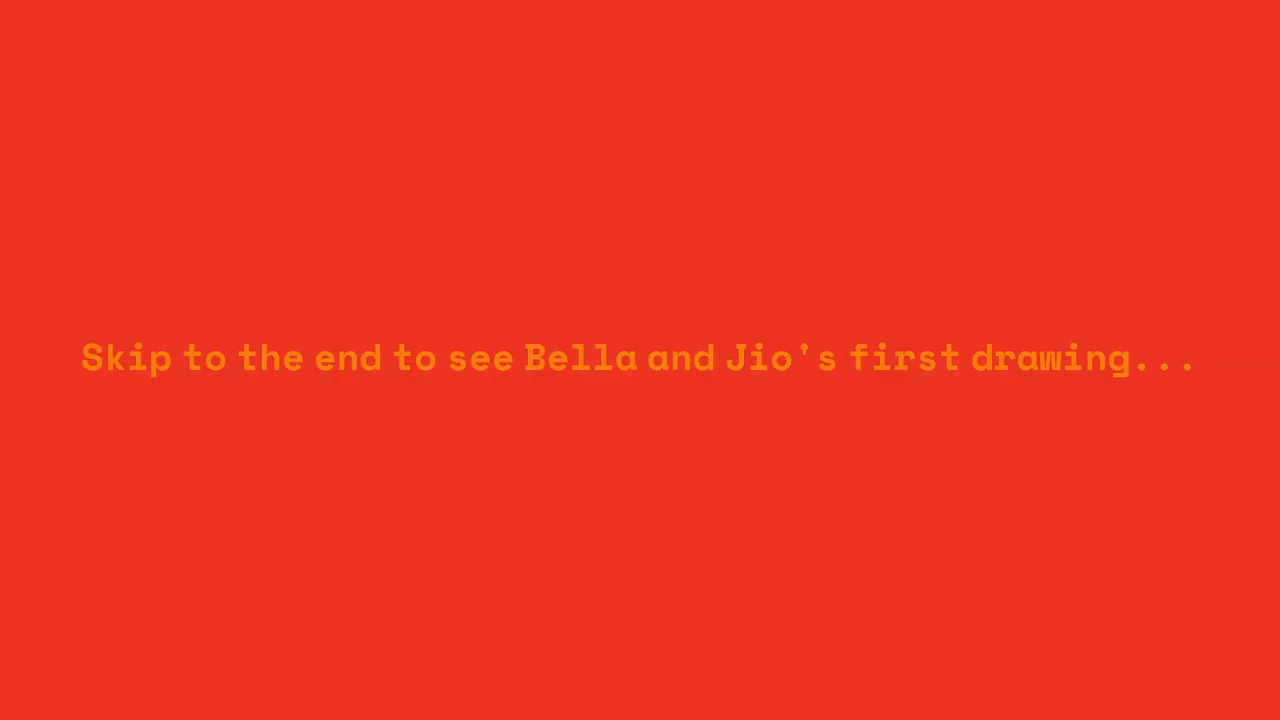 Skip to the end to see Bella and Jio's first drawing...